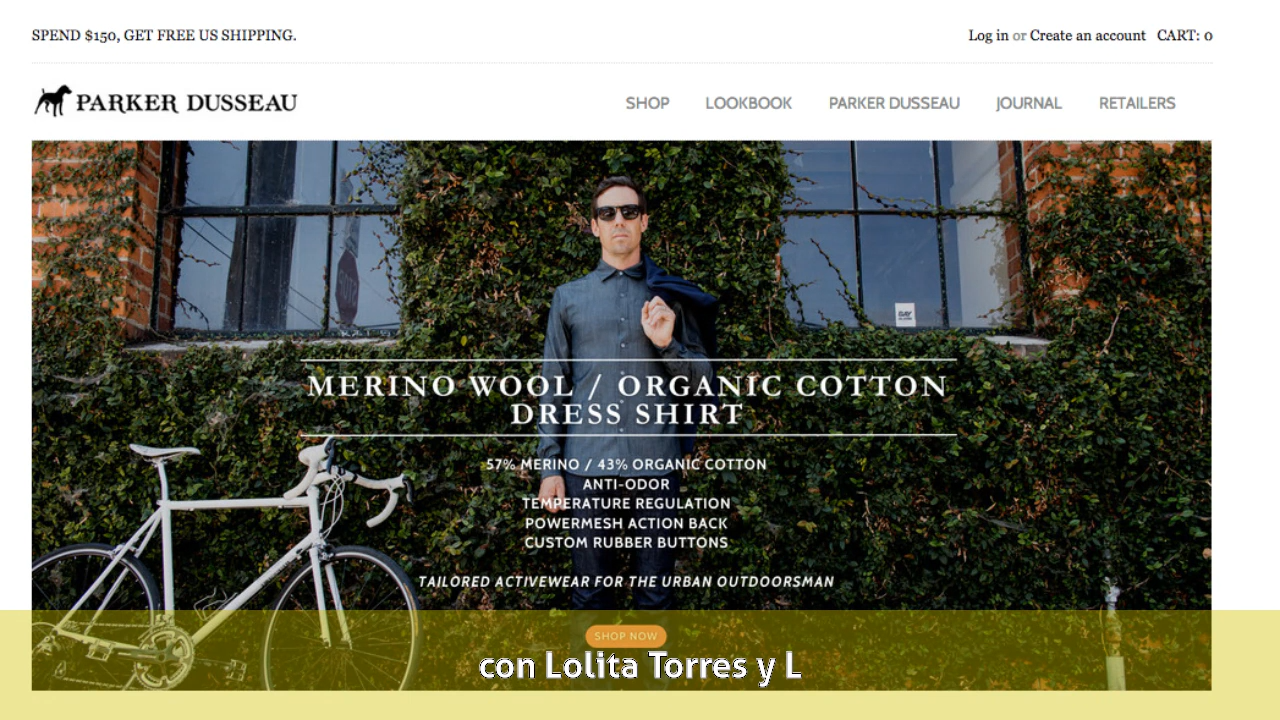 SPEND $150, GET FREE US SHIPPING.
Log in or Create an account CART: 0
PARKER DUSSEAU
SHOP LOOKBOOK PARKER DUSSEAU JOURNAL RETAILERS
MERINO WOOL / ORGANIC COTTON
DRESS SHIRT
57% MERINO / 43% ORGANIC COTTON
ANTI-ODOR
TEMPERATURE REGULATION
POWERMESH ACTION BACK
CUSTOM RUBBER BUTTONS
TAILORED ACTIVEWEAR FOR THE URBAN OUTDOORSMAN
SHOP NOW
con Lolita Torres y L